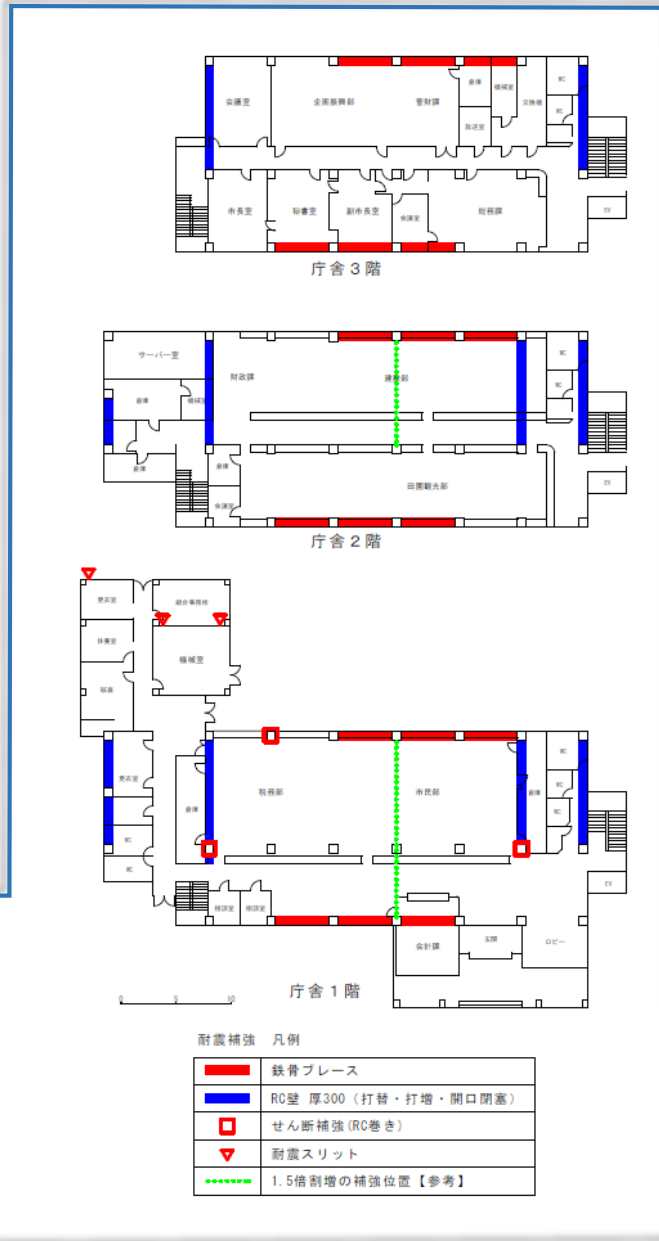 会議室
企画振興部
管財課
倉庫
機械室
放送室
交換機
WC
WC
市長室
秘書室
副市長室
会議室
総務課
EV
庁舎３階
サーバー室
倉庫
機械室
倉庫
財政課
建設部
WC
WC
倉庫
会議室
田園観光部
EV
庁舎２階
更衣室
組合事務所
休養室
機械室
更衣室
倉庫
税務部
市民部
倉庫
WC
WC
WC
WC
WC
相談室
相談室
会計課
玄関
ロビー
EV
庁舎１階
0 5 10
耐震補強 凡例
鉄骨ブレース
RC壁 厚300（打替・打増・開口閉塞）
せん断補強(RC巻き)
耐震スリット
1.5倍割増の補強位置【参考】